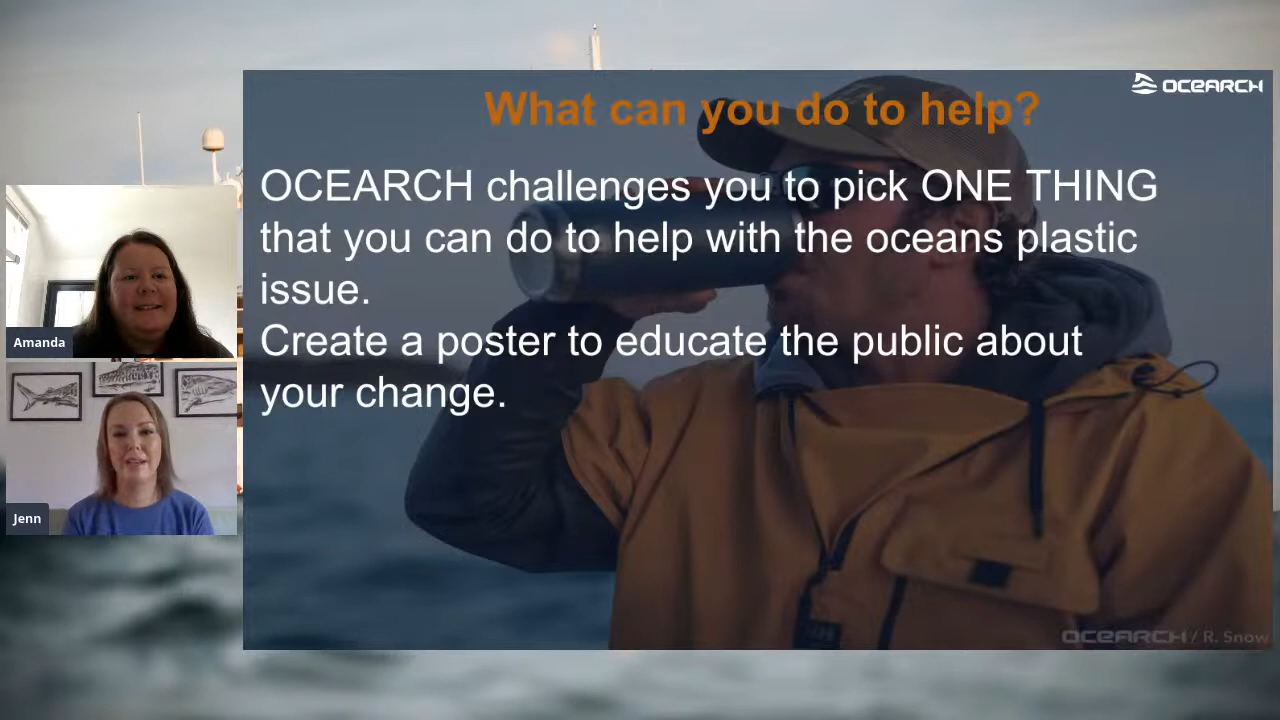 OCEARCH
What can you do to help?
OCEARCH challenges you to pick ONE THING
that you can do to help with the oceans plastic
issue.
Create a poster to educate the public about
your change.
Amanda
Jenn
OCEARCH / R. Snow